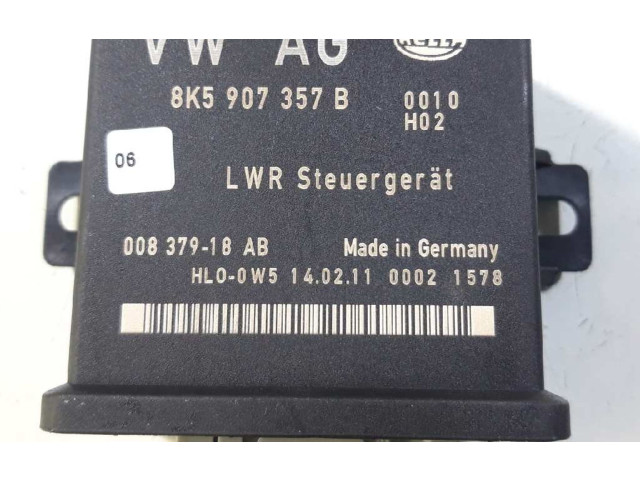 VW AG
HELLA
8K5 907 357 B 0010
H02
06
LWR Steuergerät
008 379-18 AB Made in Germany
HLO-0W5 14.02.11 0002 1578